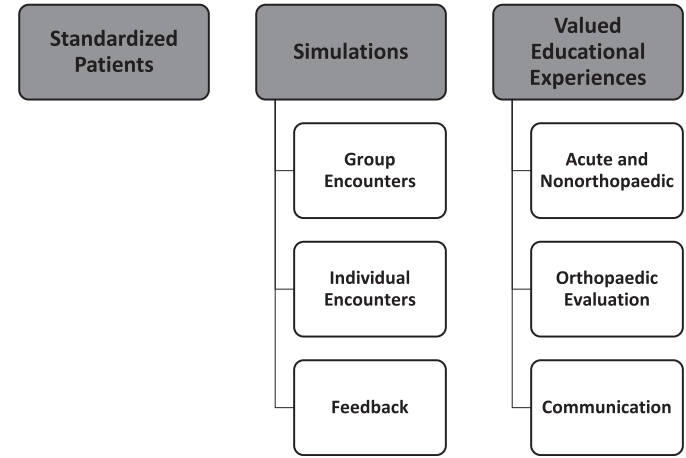 Standardized
Patients
Simulations
Group
Encounters
Individual
Encounters
Feedback
Valued
Educational
Experiences
Acute and
Nonorthopaedic
Orthopaedic
Evaluation
Communication